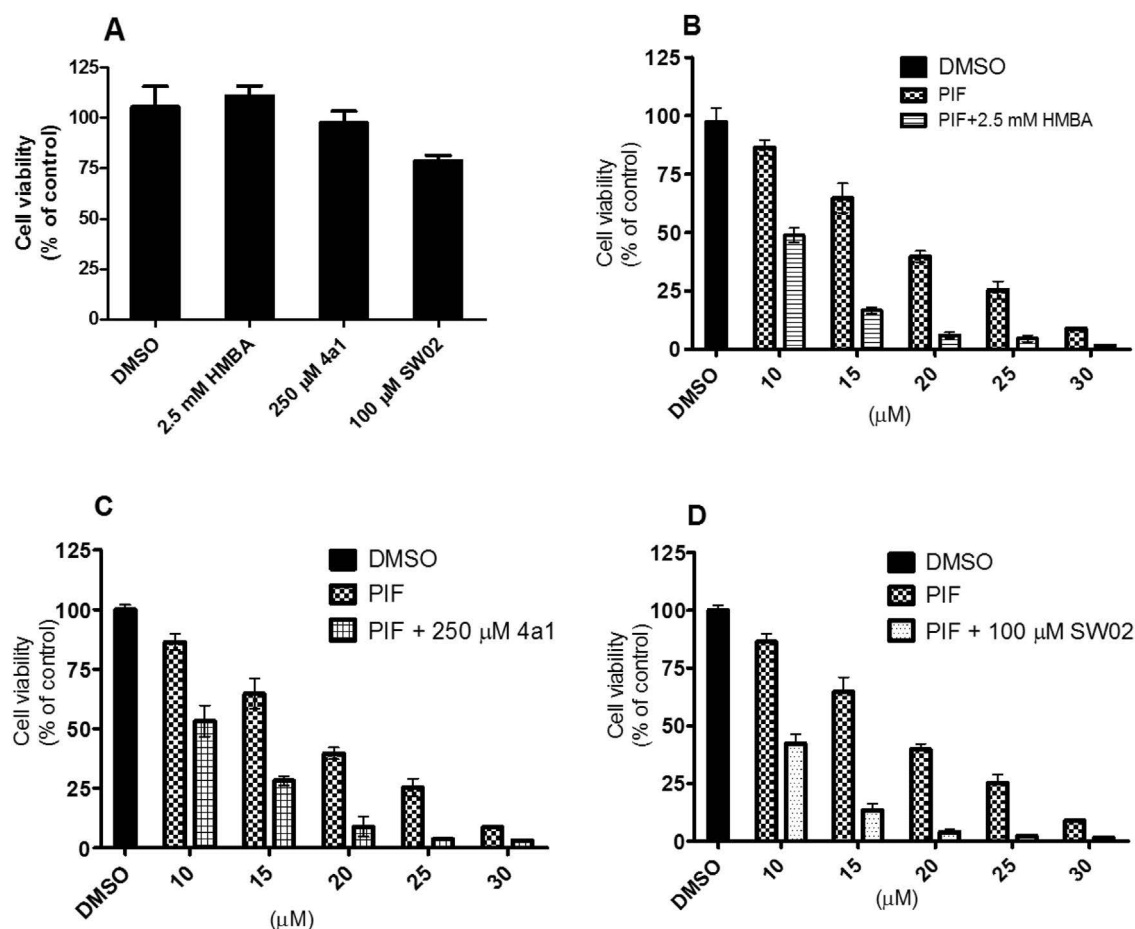 A
Cell viability
(% of control)
125
100
75
50
25
0
DMSO
2.5 mM HMBA
250 µM 4a1
100 µM SW02
B
Cell viability
(% of control)
125
100
75
50
25
0
DMSO
PIF
PIF+2.5 mM HMBA
DMSO
10
15
20
25
30
(µM)
C
Cell viability
(% of control)
125
100
75
50
25
0
DMSO
PIF
PIF + 250 µM 4a1
DMSO
10
15
20
25
30
(µM)
D
Cell viability
(% of control)
125
100
75
50
25
0
DMSO
PIF
PIF + 100 µM SW02
DMSO
10
15
20
25
30
(µM)